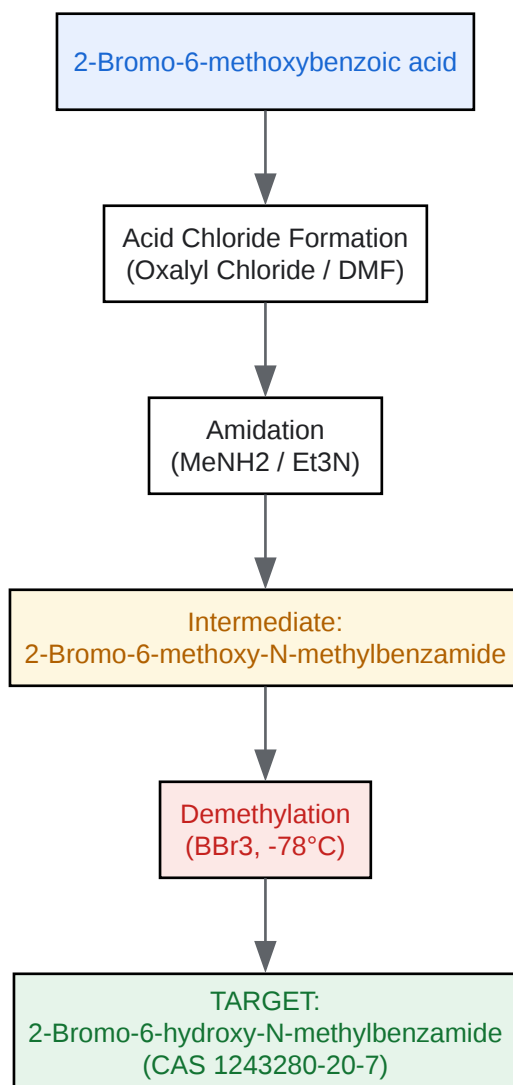 2-Bromo-6-methoxybenzoic acid
Acid Chloride Formation
(Oxalyl Chloride / DMF)
Amidation
(MeNH2 / Et3N)
Intermediate:
2-Bromo-6-methoxy-N-methylbenzamide
Demethylation
(BBr3, -78°C)
TARGET:
2-Bromo-6-hydroxy-N-methylbenzamide
(CAS 1243280-20-7)